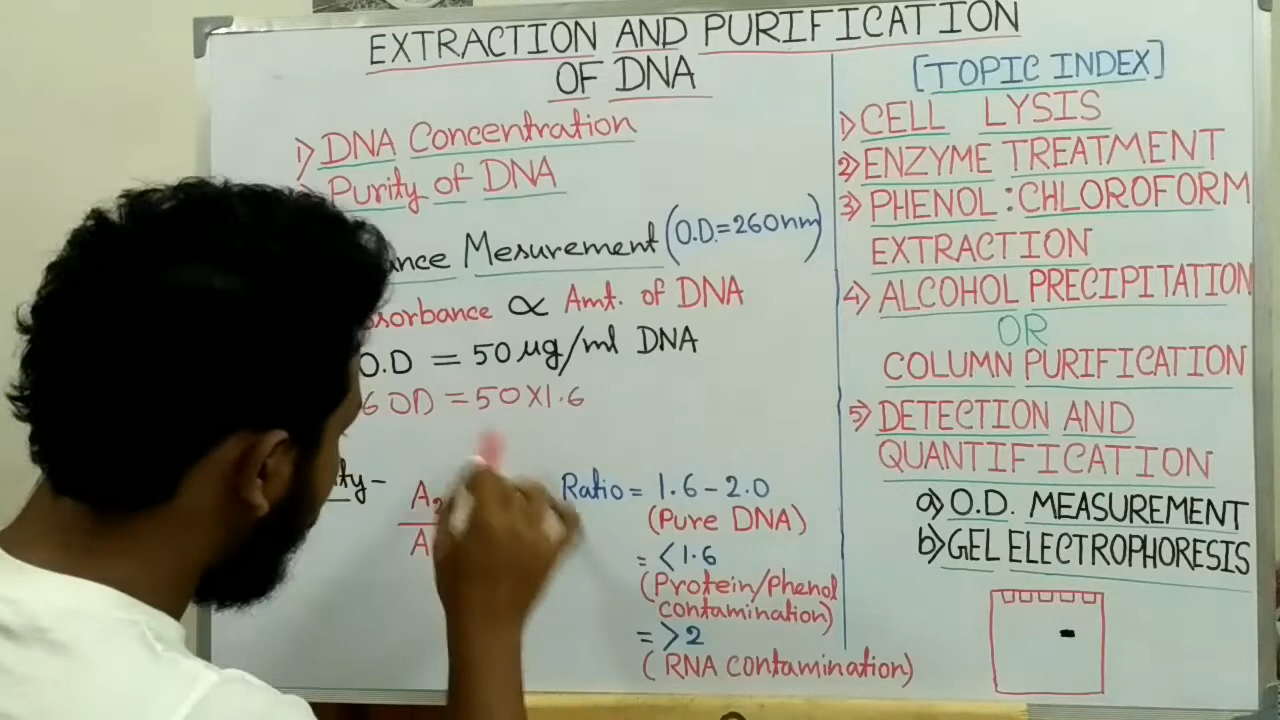 EXTRACTION AND PURIFICATION
OF DNA
1) DNA Concentration
Purity of DNA
ance Mesurement (O.D.=260nm)
sorbance ∝ Amt. of DNA
O.D = 50 µg/ml DNA
6 OD = 50X1.6
ity-
A2
A
Ratio = 1.6-2.0
(Pure DNA)
= <1.6
(Protein/Phenol
contamination)
= >2
(RNA contamination)
[TOPIC INDEX]
1) CELL LYSIS
2) ENZYME TREATMENT
3) PHENOL:CHLOROFORM
EXTRACTION
4) ALCOHOL PRECIPITATION
OR
COLUMN PURIFICATION
5) DETECTION AND
QUANTIFICATION
a) O.D. MEASUREMENT
b) GEL ELECTROPHORESIS